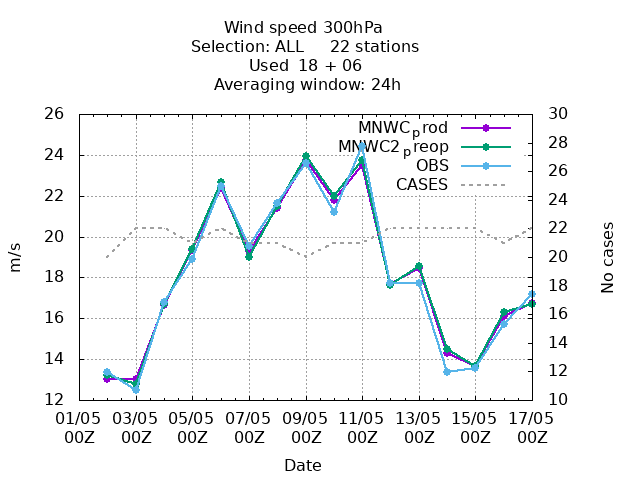 Wind speed 300hPa
Selection: ALL 22 stations
Used 18 + 06
Averaging window: 24h
26 30
MNWC_prod
MNWC2_preop
OBS
CASES
28
24
26
22
24
22
20
20
18
18
16
16
14
14
12
12 10
m/s
No cases
01/05 03/05 05/05 07/05 09/05 11/05 13/05 15/05 17/05
00Z 00Z 00Z 00Z 00Z 00Z 00Z 00Z 00Z
Date